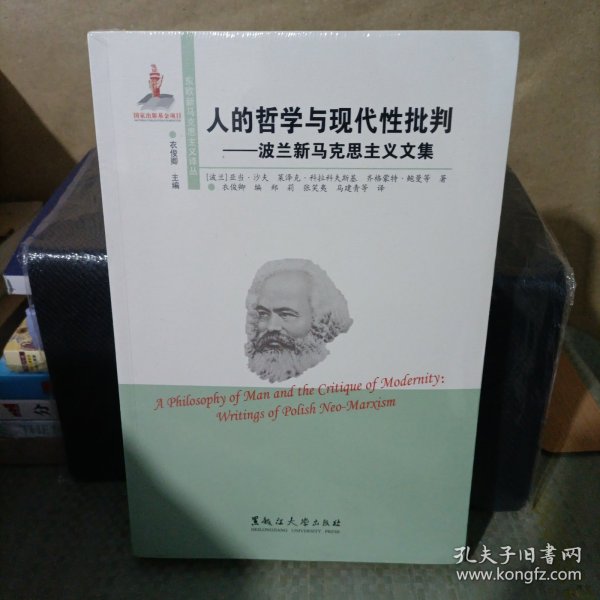 国家出版基金项目
东欧新马克思主义译丛
衣俊卿 主编
人的哲学与现代性批判
——波兰新马克思主义文集
[波兰]亚当·沙夫 莱泽克·科拉科夫斯基 齐格蒙特·鲍曼等 著
衣俊卿 编 郑莉 张笑夷 马建青等 译
A Philosophy of Man and the Critique of Modernity:
Writings of Polish Neo-Marxism
黑龙江大学出版社
HEILONGJIANG UNIVERSITY PRESS
分
THE
孔夫子旧书网
www.kongfz.com